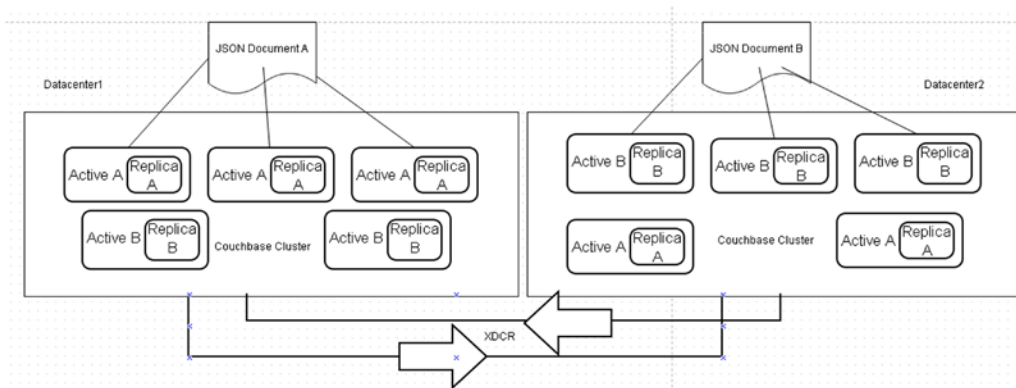 JSON Document A
JSON Document B
Datacenter1
Datacenter2
Active A
Replica
A
Active A
Replica
A
Active A
Replica
A
Active B
Replica
B
Active B
Replica
B
Active B
Replica
B
Active B
Replica
B
Couchbase Cluster
Active B
Replica
B
Active A
Replica
A
Couchbase Cluster
Active A
Replica
A
XDCR